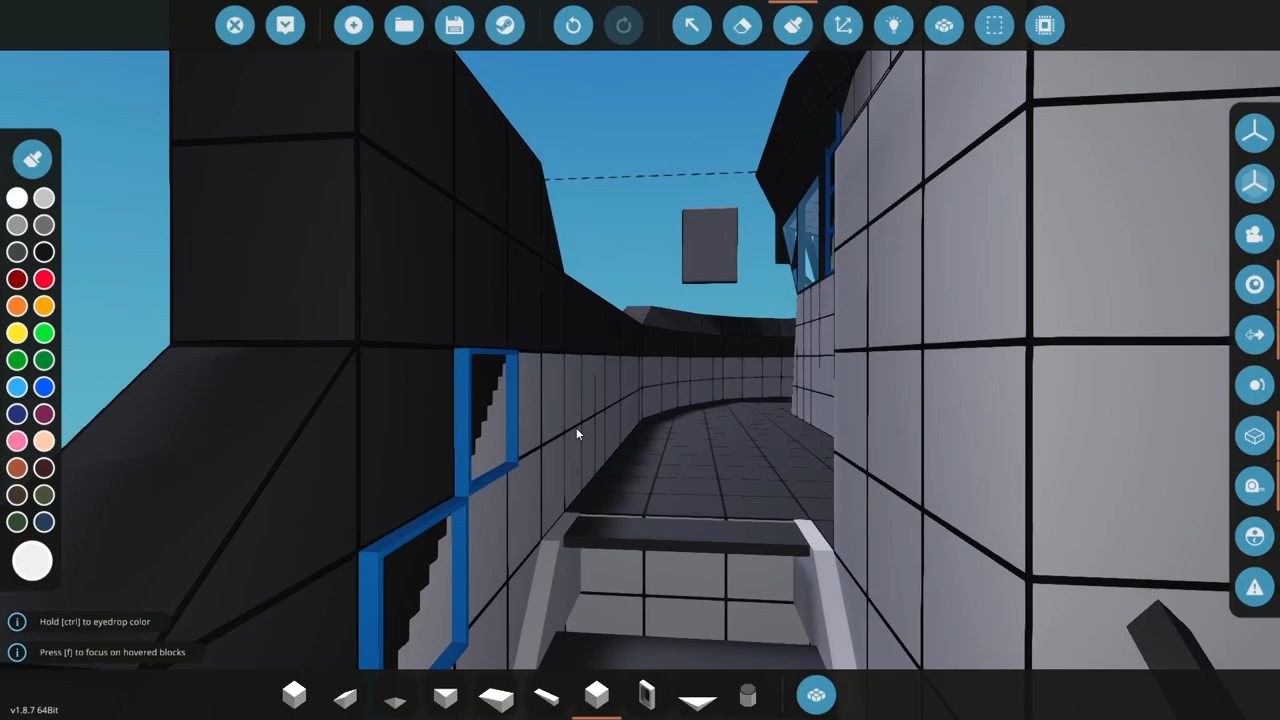 Hold [ctrl] to eyedrop color
Press [f] to focus on hovered blocks
v1.8.7 64Bit